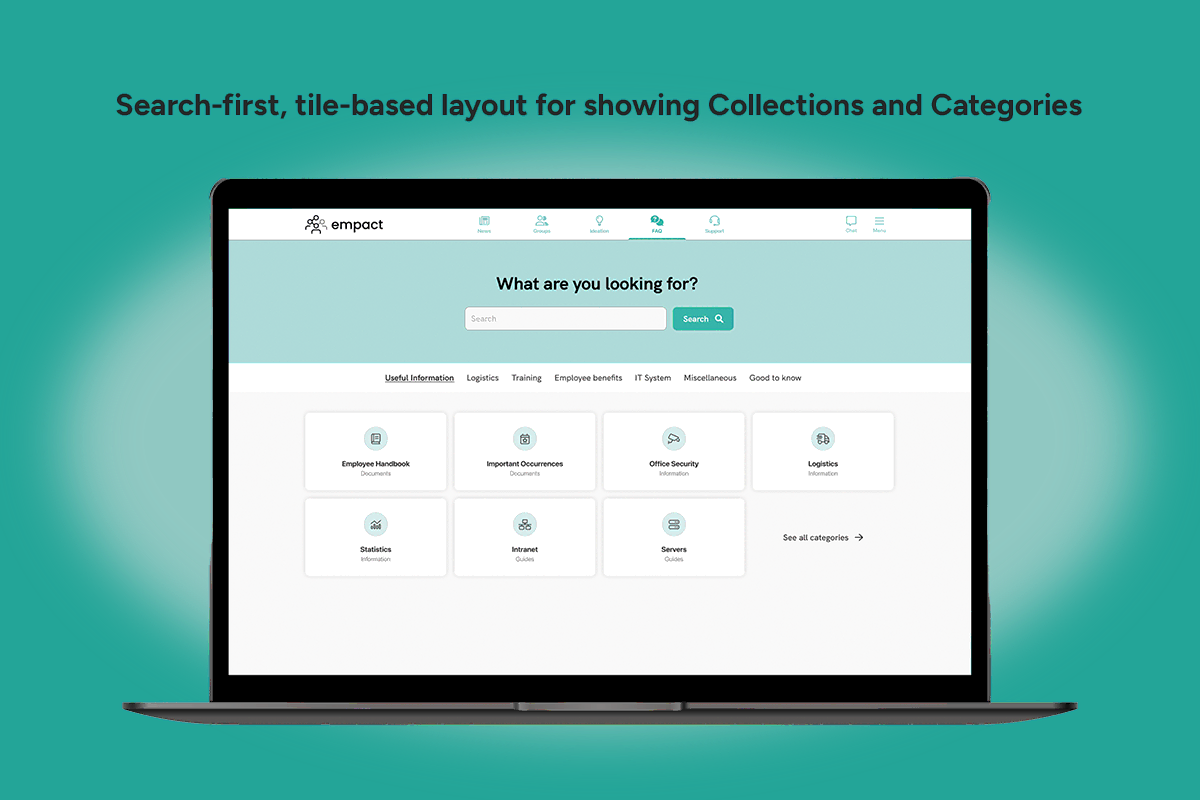 Search-first, tile-based layout for showing Collections and Categories
empact
News Groups Ideation FAQ Support Chat Menu
What are you looking for?
Search Search
Useful Information Logistics Training Employee benefits IT System Miscellaneous Good to know
Employee Handbook Important Occurrences Office Security Logistics
Documents Documents Information Information
Statistics Intranet Servers
Information Guides Guides
See all categories